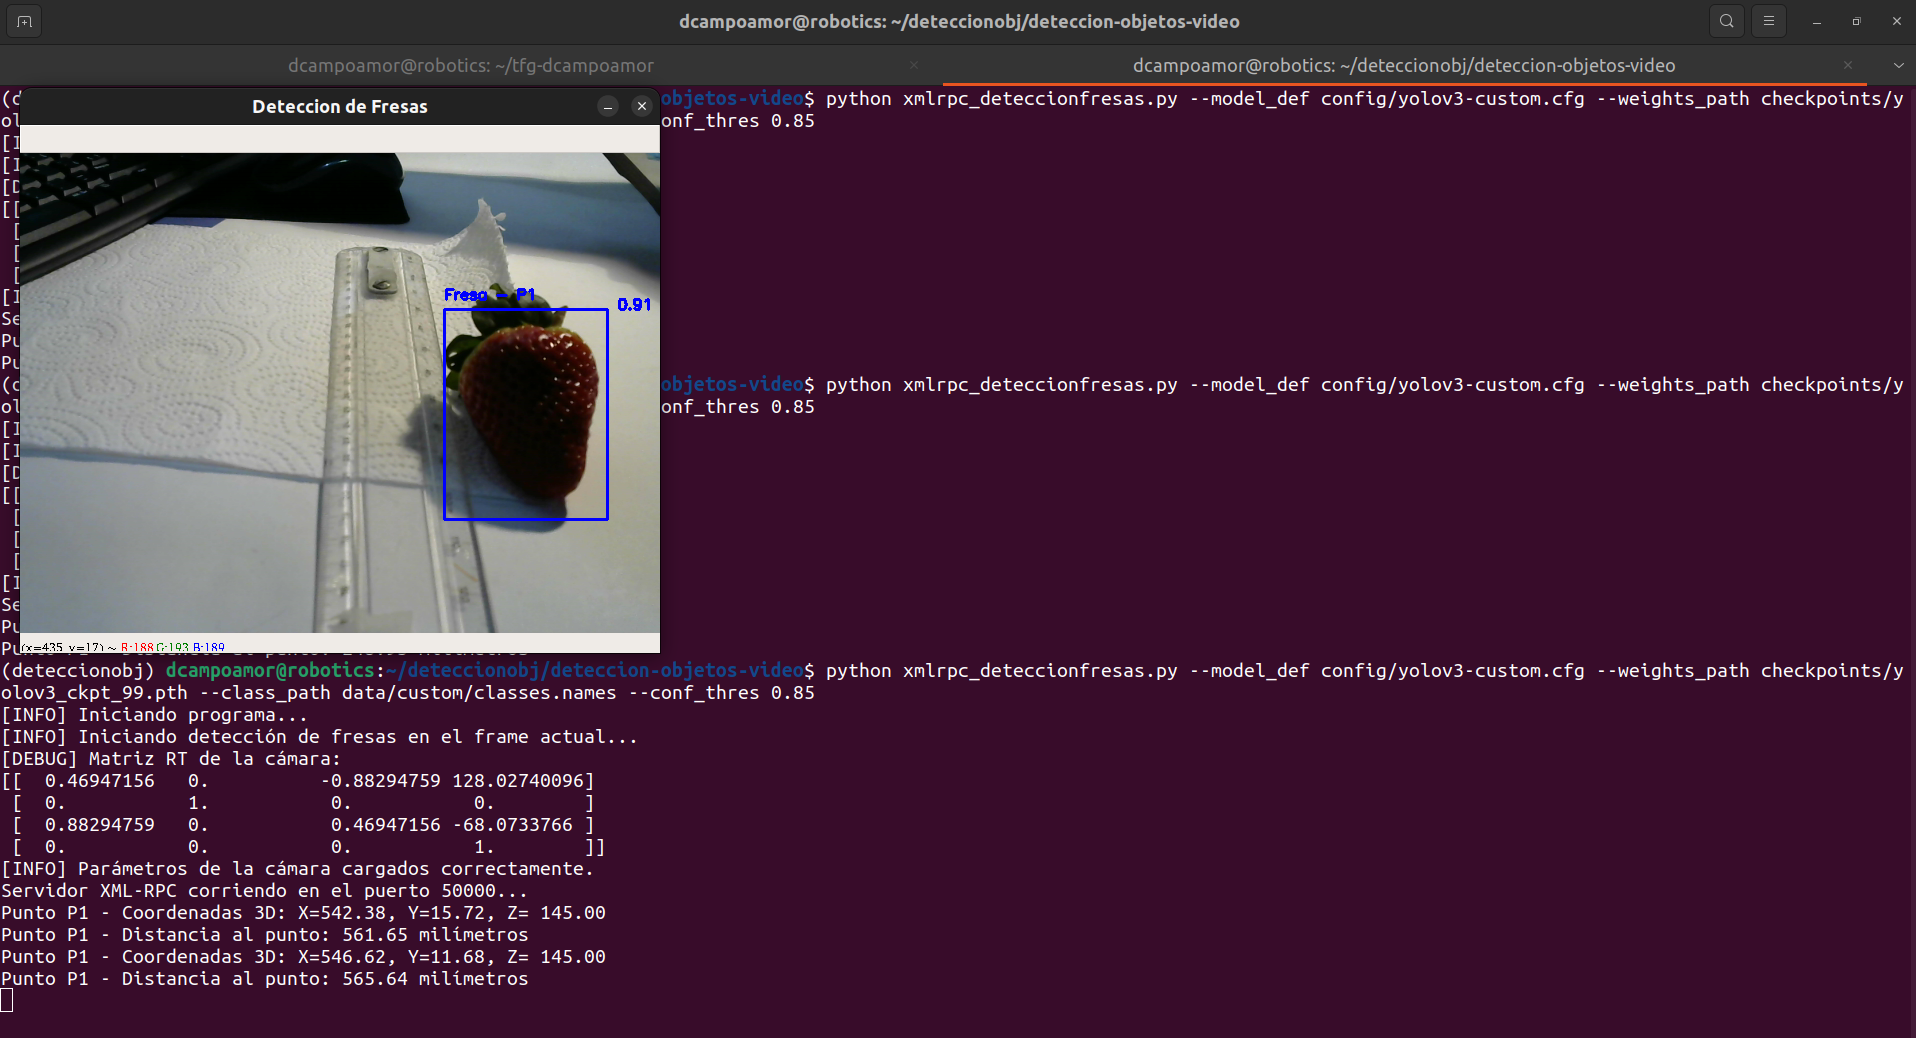 dcampoamor@robotics: ~/deteccionobj/deteccion-objetos-video
dcampoamor@robotics: ~/tfg-dcampoamor
dcampoamor@robotics: ~/deteccionobj/deteccion-objetos-video
objetos-video$ python xmlrpc_deteccionfresas.py --model_def config/yolov3-custom.cfg --weights_path checkpoints/y
onf_thres 0.85
Deteccion de Fresas
Fresa - P1
0.91
objetos-video$ python xmlrpc_deteccionfresas.py --model_def config/yolov3-custom.cfg --weights_path checkpoints/y
onf_thres 0.85
(x=435, y=17) ~ R:188 G:193 B:189
(deteccionobj) dcampoamor@robotics:~/deteccionobj/deteccion-objetos-video$ python xmlrpc_deteccionfresas.py --model_def config/yolov3-custom.cfg --weights_path checkpoints/y
olov3_ckpt_99.pth --class_path data/custom/classes.names --conf_thres 0.85
[INFO] Iniciando programa...
[INFO] Iniciando detección de fresas en el frame actual...
[DEBUG] Matriz RT de la cámara:
[[ 0.46947156 0. -0.88294759 128.02740096]
[ 0. 1. 0. 0. ]
[ 0.88294759 0. 0.46947156 -68.0733766 ]
[ 0. 0. 0. 1. ]]
[INFO] Parámetros de la cámara cargados correctamente.
Servidor XML-RPC corriendo en el puerto 50000...
Punto P1 - Coordenadas 3D: X=542.38, Y=15.72, Z= 145.00
Punto P1 - Distancia al punto: 561.65 milímetros
Punto P1 - Coordenadas 3D: X=546.62, Y=11.68, Z= 145.00
Punto P1 - Distancia al punto: 565.64 milímetros